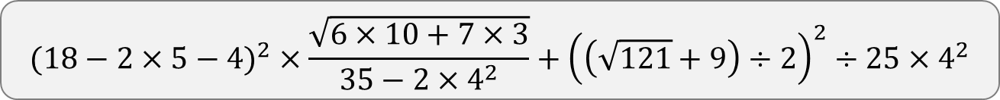 (18 − 2 × 5 − 4)² × √(6 × 10 + 7 × 3) / (35 − 2 × 4²) + ((√121 + 9) ÷ 2)² ÷ 25 × 4²